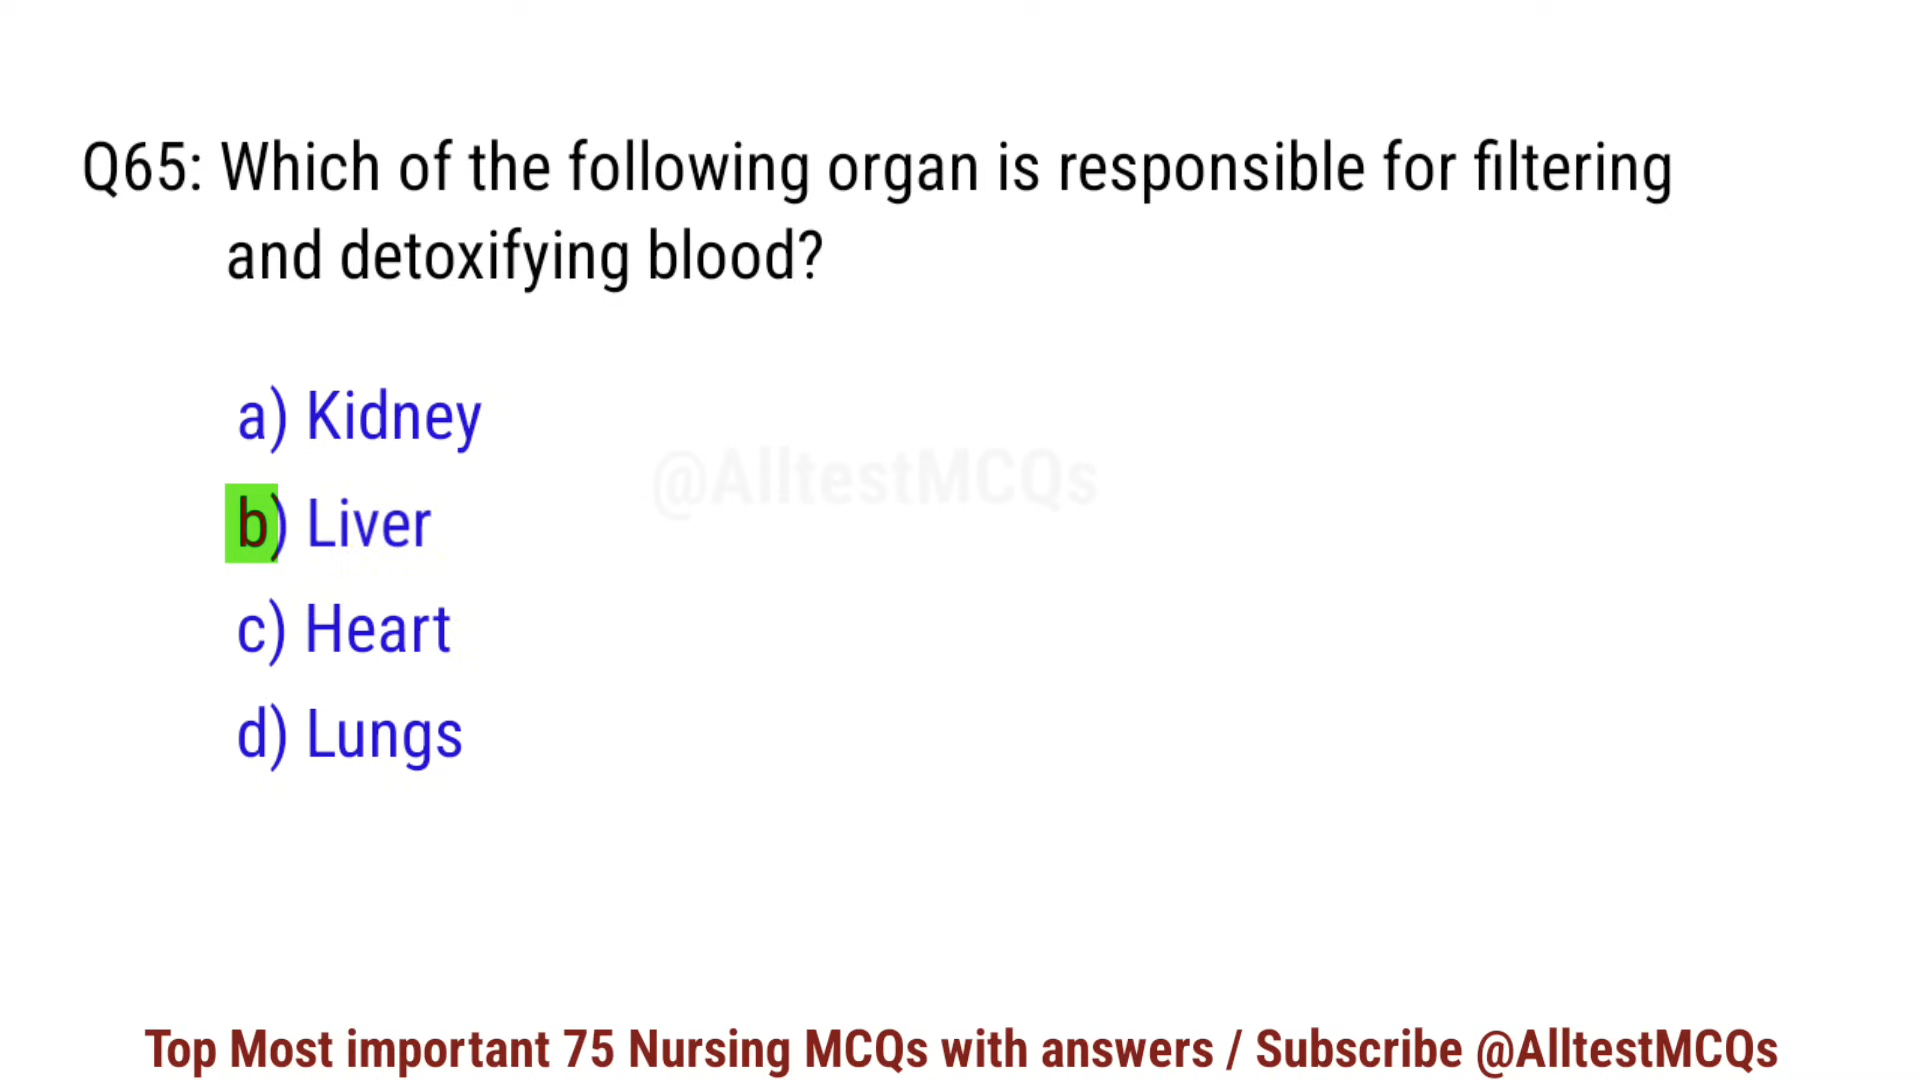 Q65: Which of the following organ is responsible for filtering
and detoxifying blood?
a) Kidney
@AlltestMCQs
b) Liver
c) Heart
d) Lungs
Top Most important 75 Nursing MCQs with answers / Subscribe @AlltestMCQs